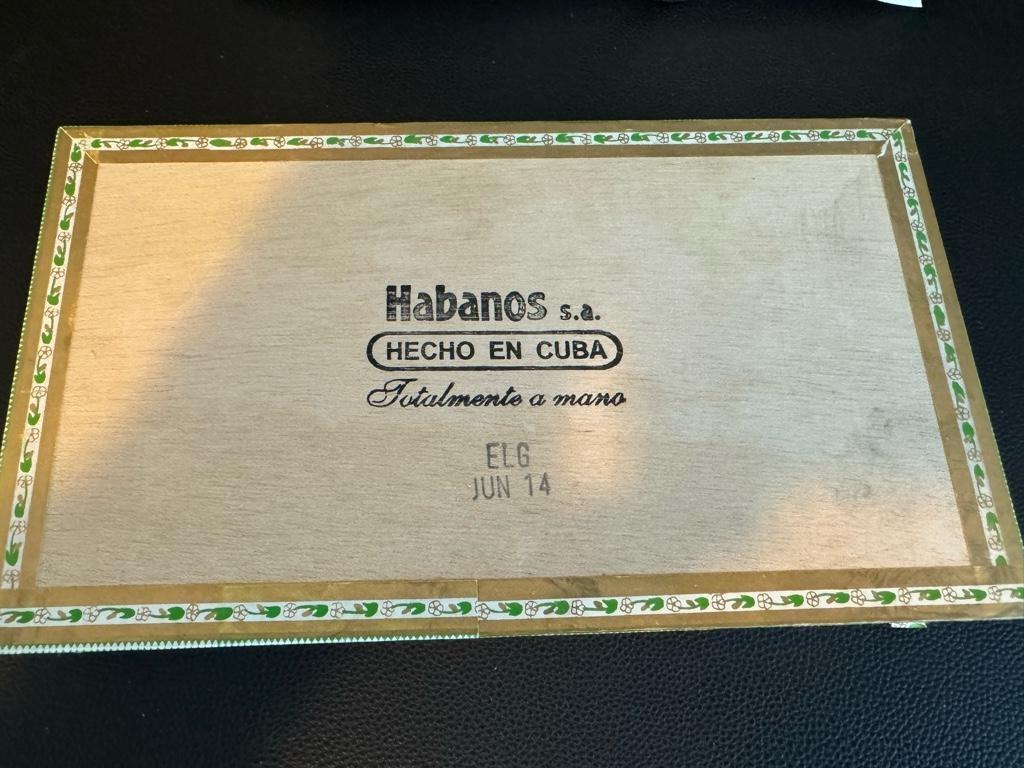 Habanos s.a.
HECHO EN CUBA
Totalmente a mano
ELG
JUN 14